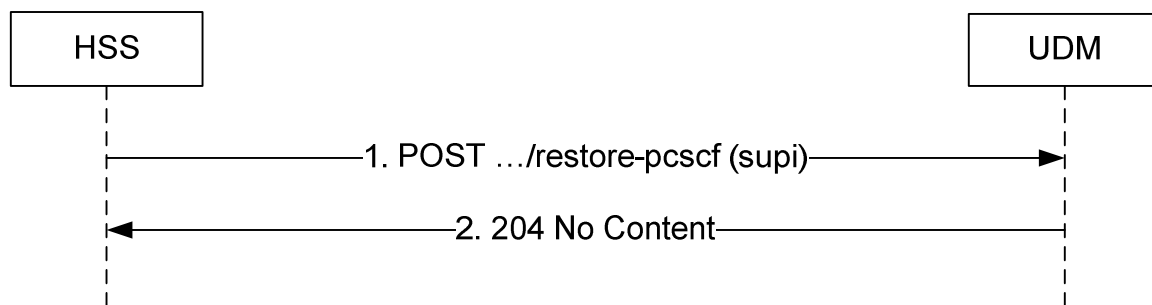 HSS
UDM
1. POST …/restore-pcscf (supi)
2. 204 No Content